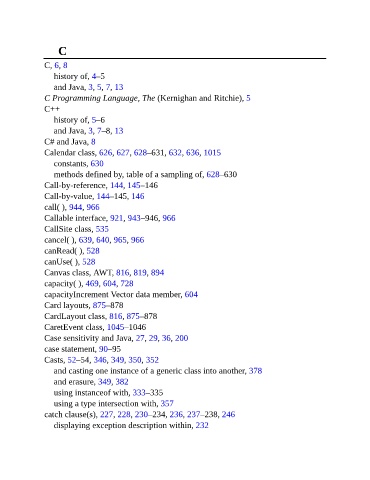 C
C, 6, 8
history of, 4–5
and Java, 3, 5, 7, 13
C Programming Language, The (Kernighan and Ritchie), 5
C++
history of, 5–6
and Java, 3, 7–8, 13
C# and Java, 8
Calendar class, 626, 627, 628–631, 632, 636, 1015
constants, 630
methods defined by, table of a sampling of, 628–630
Call-by-reference, 144, 145–146
Call-by-value, 144–145, 146
call( ), 944, 966
Callable interface, 921, 943–946, 966
CallSite class, 535
cancel( ), 639, 640, 965, 966
canRead( ), 528
canUse( ), 528
Canvas class, AWT, 816, 819, 894
capacity( ), 469, 604, 728
capacityIncrement Vector data member, 604
Card layouts, 875–878
CardLayout class, 816, 875–878
CaretEvent class, 1045–1046
Case sensitivity and Java, 27, 29, 36, 200
case statement, 90–95
Casts, 52–54, 346, 349, 350, 352
and casting one instance of a generic class into another, 378
and erasure, 349, 382
using instanceof with, 333–335
using a type intersection with, 357
catch clause(s), 227, 228, 230–234, 236, 237–238, 246
displaying exception description within, 232